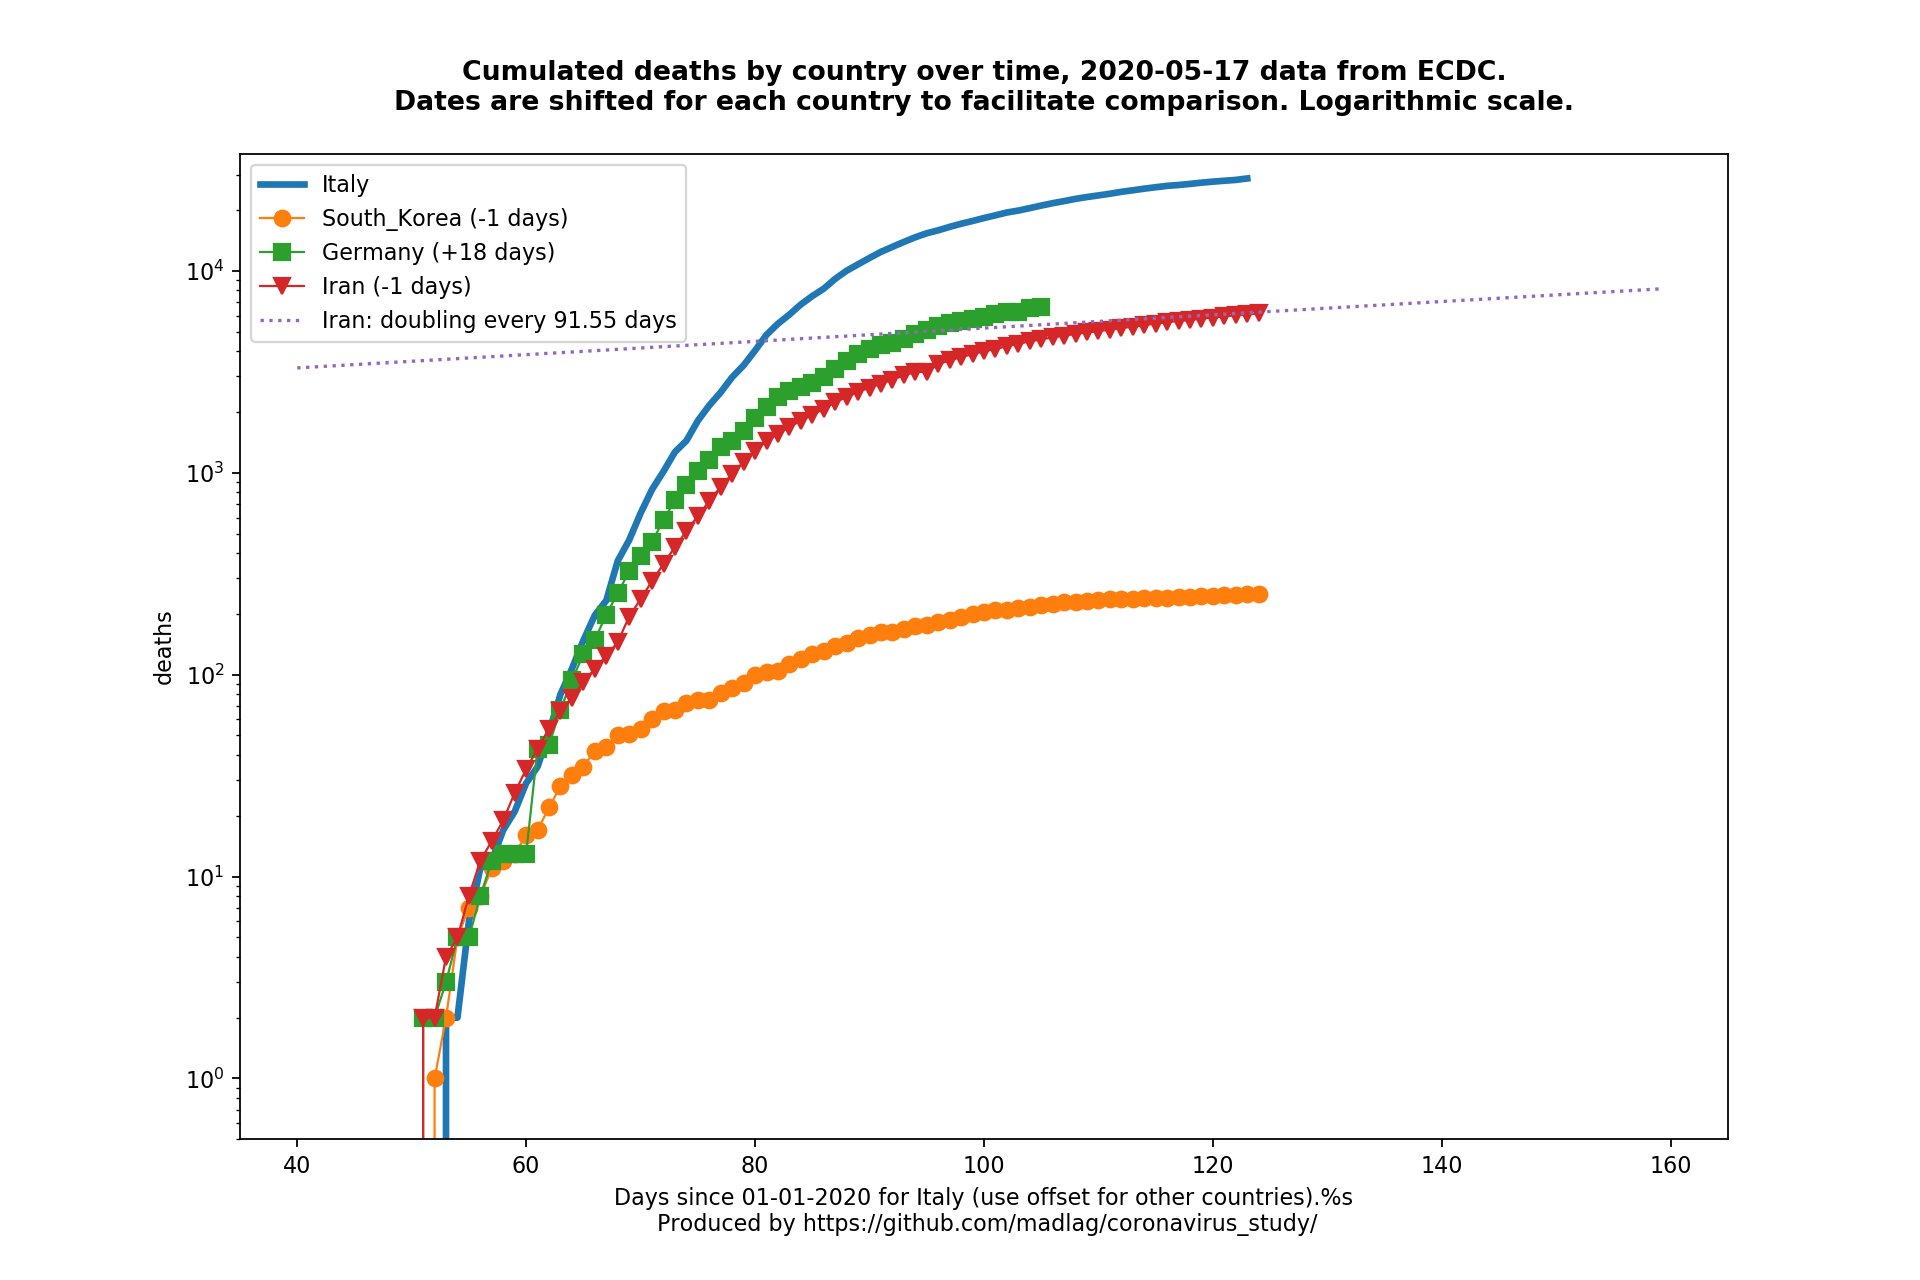 Cumulated deaths by country over time, 2020-05-17 data from ECDC.
Dates are shifted for each country to facilitate comparison. Logarithmic scale.
Italy
South_Korea (-1 days)
Germany (+18 days)
Iran (-1 days)
Iran: doubling every 91.55 days
10⁴
10³
10²
10¹
10⁰
deaths
40 60 80 100 120 140 160
Days since 01-01-2020 for Italy (use offset for other countries).%s
Produced by https://github.com/madlag/coronavirus_study/